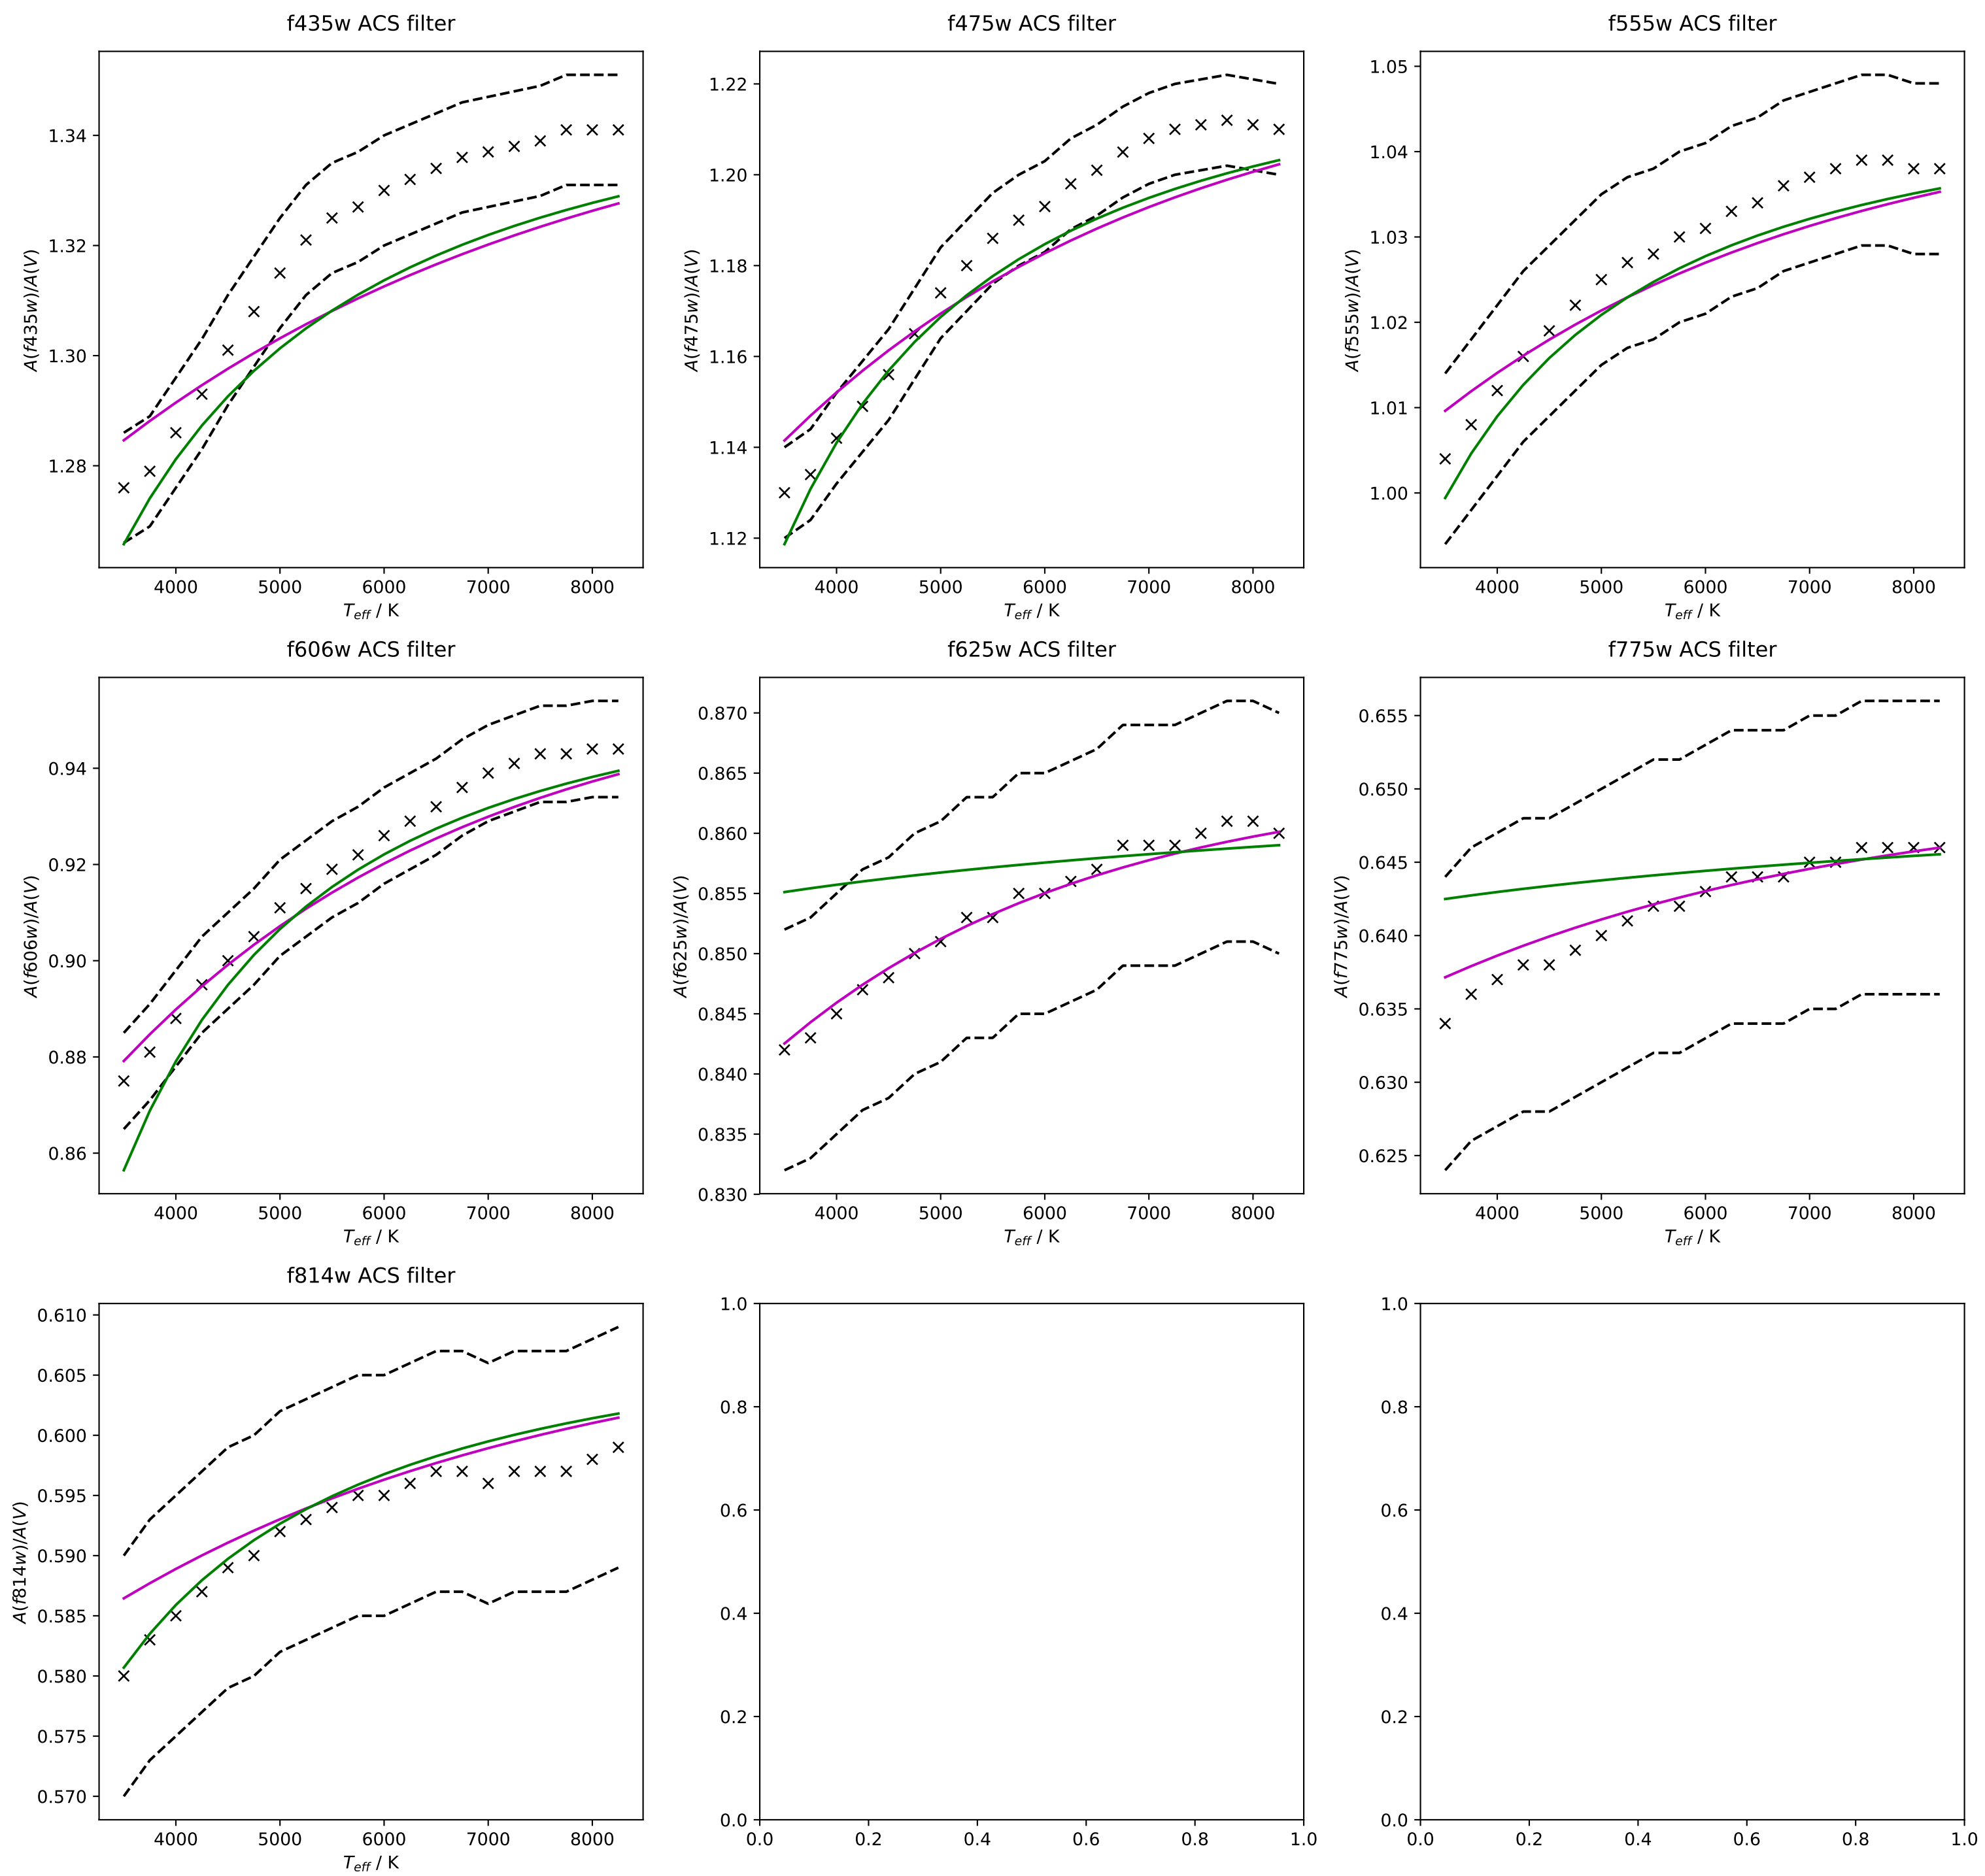 f435w ACS filter
f475w ACS filter
f555w ACS filter
A(f435w)/A(V)
1.34
1.32
1.30
1.28
4000 5000 6000 7000 8000
T_eff / K
A(f475w)/A(V)
1.22
1.20
1.18
1.16
1.14
1.12
4000 5000 6000 7000 8000
T_eff / K
A(f555w)/A(V)
1.05
1.04
1.03
1.02
1.01
1.00
4000 5000 6000 7000 8000
T_eff / K
f606w ACS filter
f625w ACS filter
f775w ACS filter
A(f606w)/A(V)
0.94
0.92
0.90
0.88
0.86
4000 5000 6000 7000 8000
T_eff / K
A(f625w)/A(V)
0.870
0.865
0.860
0.855
0.850
0.845
0.840
0.835
0.830
4000 5000 6000 7000 8000
T_eff / K
A(f775w)/A(V)
0.655
0.650
0.645
0.640
0.635
0.630
0.625
4000 5000 6000 7000 8000
T_eff / K
f814w ACS filter
A(f814w)/A(V)
0.610
0.605
0.600
0.595
0.590
0.585
0.580
0.575
0.570
4000 5000 6000 7000 8000
T_eff / K
1.0
0.8
0.6
0.4
0.2
0.0
0.0 0.2 0.4 0.6 0.8 1.0
1.0
0.8
0.6
0.4
0.2
0.0
0.0 0.2 0.4 0.6 0.8 1.0